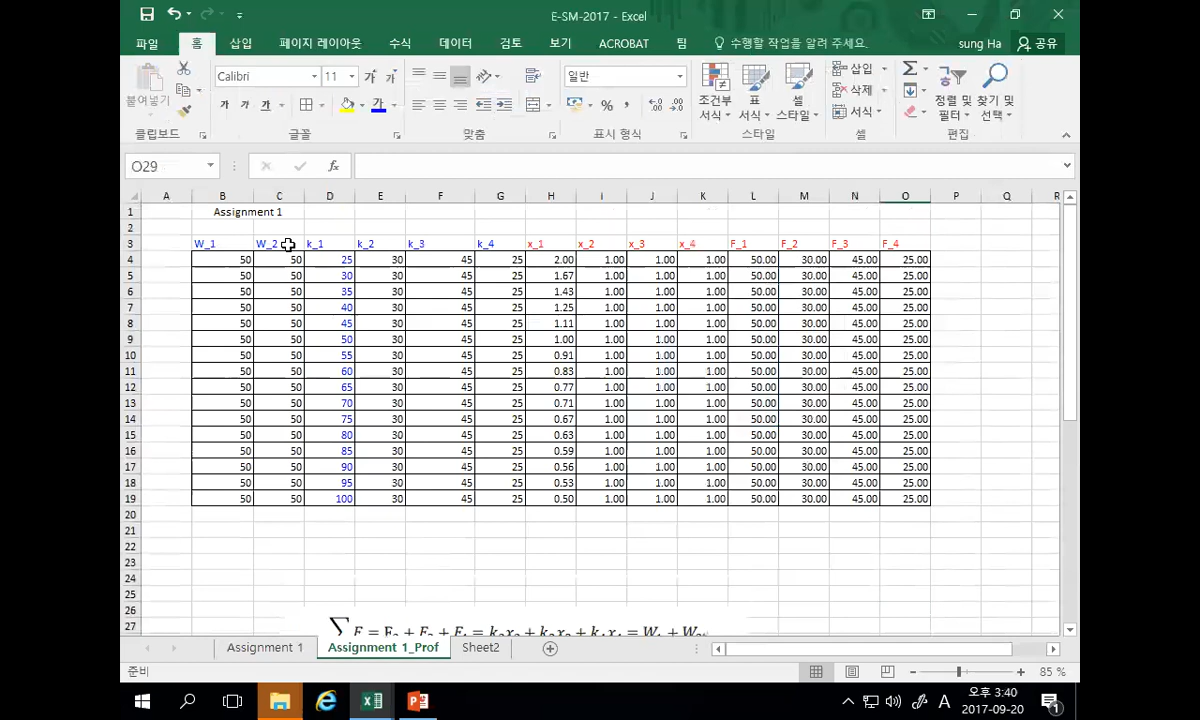 E-SM-2017 - Excel
파일 홈 삽입 페이지 레이아웃 수식 데이터 검토 보기 ACROBAT 팀 수행할 작업을 알려 주세요. sung Ha 공유
붙여넣기 Calibri 11 가 가 일반 조건부 서식 표 서식 셀 스타일 삽입 삭제 서식 정렬 및 필터 찾기 및 선택
가 가 가 가 %
클립보드 글꼴 맞춤 표시 형식 스타일 셀 편집
O29 fx
A B C D E F G H I J K L M N O P Q R
1 Assignment 1
2
3 W_1 W_2 k_1 k_2 k_3 k_4 x_1 x_2 x_3 x_4 F_1 F_2 F_3 F_4
4 50 50 25 30 45 25 2.00 1.00 1.00 1.00 50.00 30.00 45.00 25.00
5 50 50 30 30 45 25 1.67 1.00 1.00 1.00 50.00 30.00 45.00 25.00
6 50 50 35 30 45 25 1.43 1.00 1.00 1.00 50.00 30.00 45.00 25.00
7 50 50 40 30 45 25 1.25 1.00 1.00 1.00 50.00 30.00 45.00 25.00
8 50 50 45 30 45 25 1.11 1.00 1.00 1.00 50.00 30.00 45.00 25.00
9 50 50 50 30 45 25 1.00 1.00 1.00 1.00 50.00 30.00 45.00 25.00
10 50 50 55 30 45 25 0.91 1.00 1.00 1.00 50.00 30.00 45.00 25.00
11 50 50 60 30 45 25 0.83 1.00 1.00 1.00 50.00 30.00 45.00 25.00
12 50 50 65 30 45 25 0.77 1.00 1.00 1.00 50.00 30.00 45.00 25.00
13 50 50 70 30 45 25 0.71 1.00 1.00 1.00 50.00 30.00 45.00 25.00
14 50 50 75 30 45 25 0.67 1.00 1.00 1.00 50.00 30.00 45.00 25.00
15 50 50 80 30 45 25 0.63 1.00 1.00 1.00 50.00 30.00 45.00 25.00
16 50 50 85 30 45 25 0.59 1.00 1.00 1.00 50.00 30.00 45.00 25.00
17 50 50 90 30 45 25 0.56 1.00 1.00 1.00 50.00 30.00 45.00 25.00
18 50 50 95 30 45 25 0.53 1.00 1.00 1.00 50.00 30.00 45.00 25.00
19 50 50 100 30 45 25 0.50 1.00 1.00 1.00 50.00 30.00 45.00 25.00
20
21
22
23
24
25
26
27
Assignment 1 Assignment 1_Prof Sheet2
준비 85 %
A 오후 3:40
2017-09-20 1